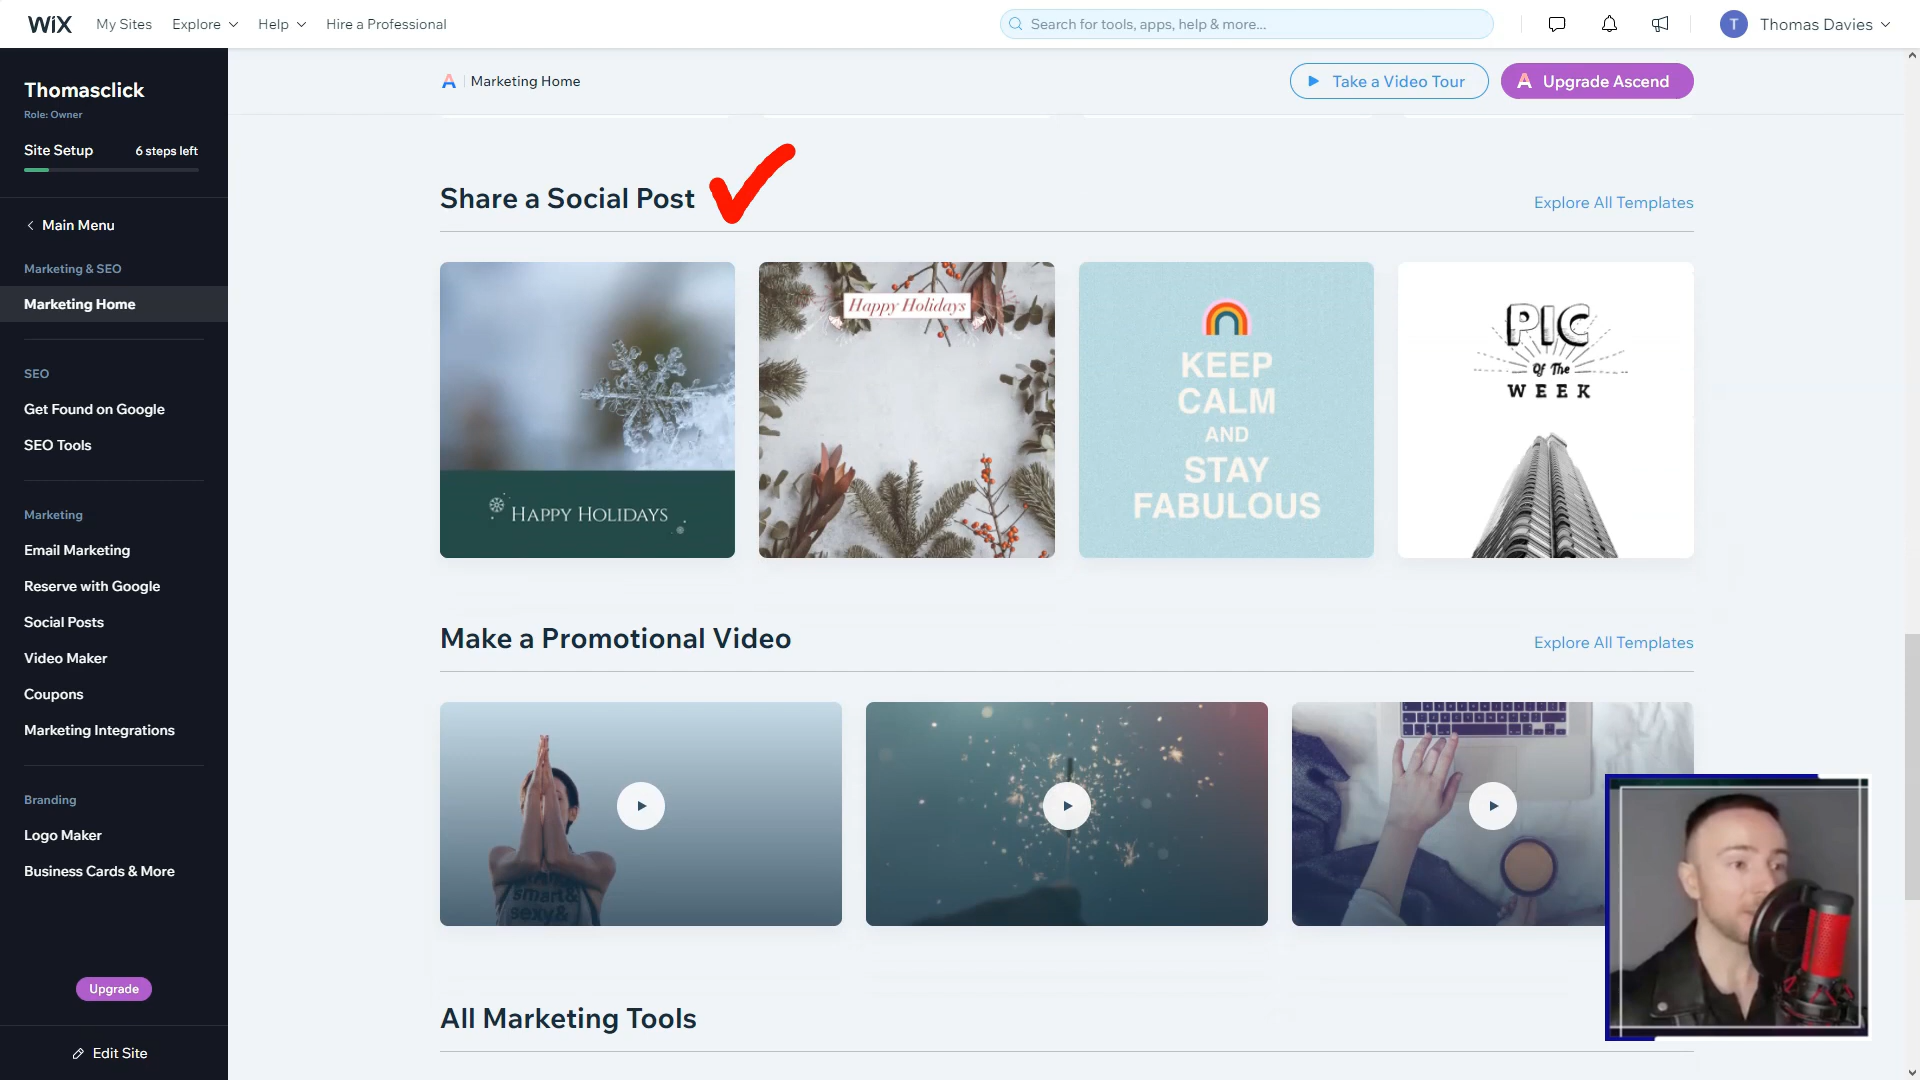 WiX
My Sites
Explore
Help
Hire a Professional
Search for tools, apps, help & more...
T
Thomas Davies
Thomasclick
Role: Owner
Site Setup
6 steps left
Main Menu
Marketing & SEO
Marketing Home
SEO
Get Found on Google
SEO Tools
Marketing
Email Marketing
Reserve with Google
Social Posts
Video Maker
Coupons
Marketing Integrations
Branding
Logo Maker
Business Cards & More
Upgrade
Edit Site
A | Marketing Home
Take a Video Tour
A Upgrade Ascend
Share a Social Post
Explore All Templates
HAPPY HOLIDAYS
Happy Holidays
KEEP
CALM
AND
STAY
FABULOUS
PIC
Of The
WEEK
Make a Promotional Video
Explore All Templates
smart&
sexy&
All Marketing Tools